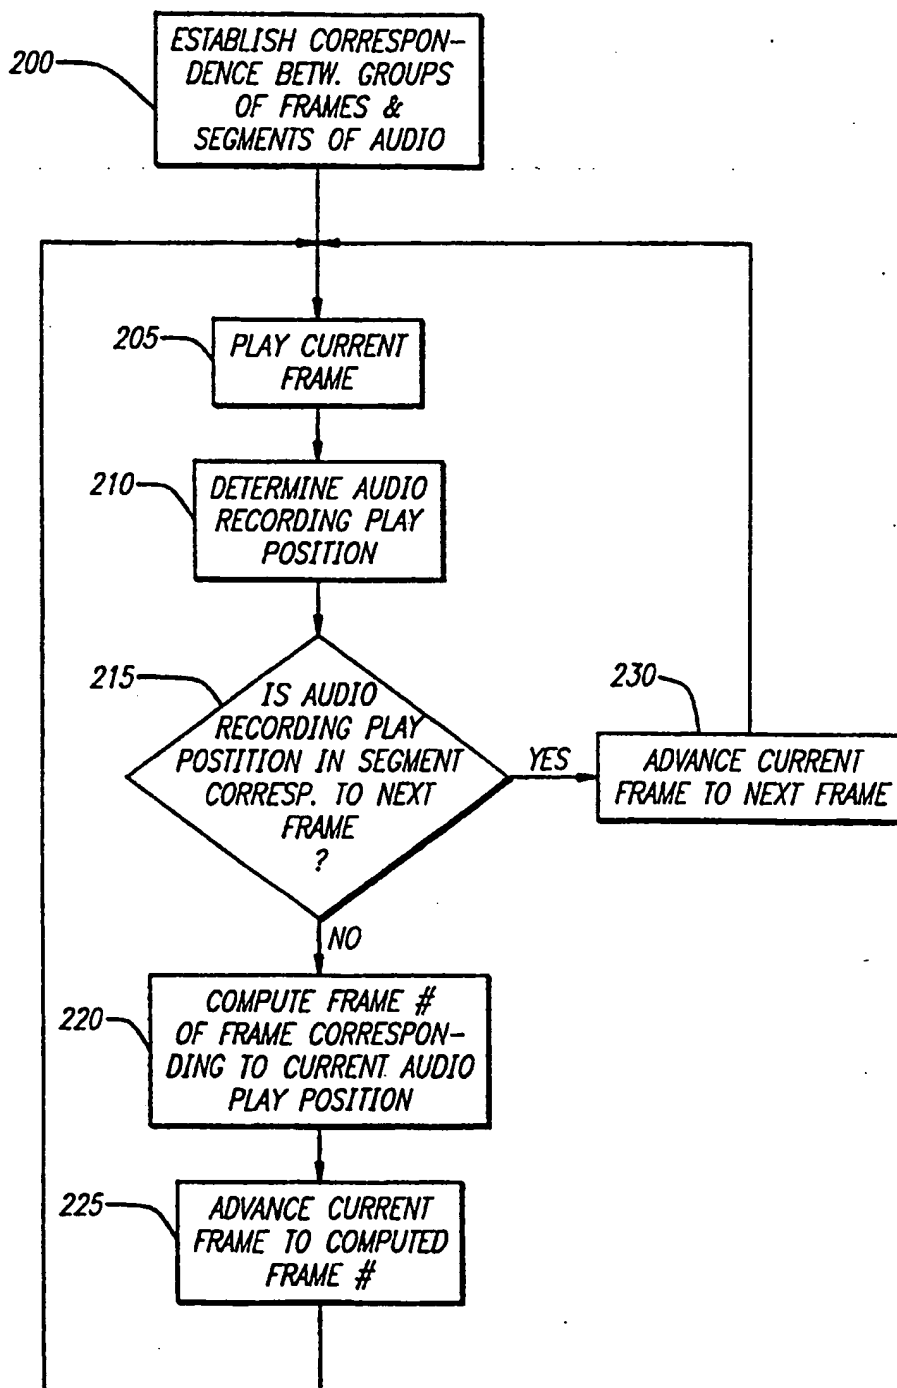 200
ESTABLISH CORRESPON-
DENCE BETW. GROUPS
OF FRAMES &
SEGMENTS OF AUDIO
205
PLAY CURRENT
FRAME
210
DETERMINE AUDIO
RECORDING PLAY
POSITION
215
IS AUDIO
RECORDING PLAY
POSTITION IN SEGMENT
CORRESP. TO NEXT
FRAME
?
YES
230
ADVANCE CURRENT
FRAME TO NEXT FRAME
NO
220
COMPUTE FRAME #
OF FRAME CORRESPON-
DING TO CURRENT AUDIO
PLAY POSITION
225
ADVANCE CURRENT
FRAME TO COMPUTED
FRAME #